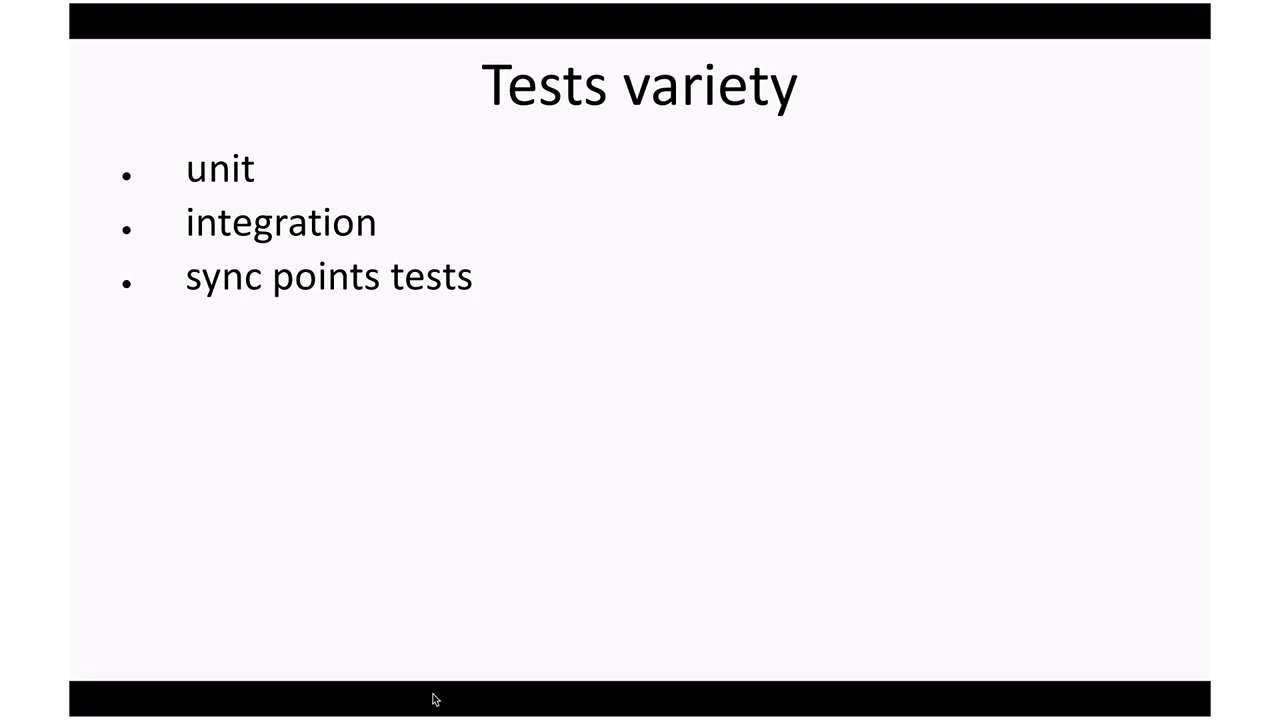 Tests variety
• unit
• integration
• sync points tests